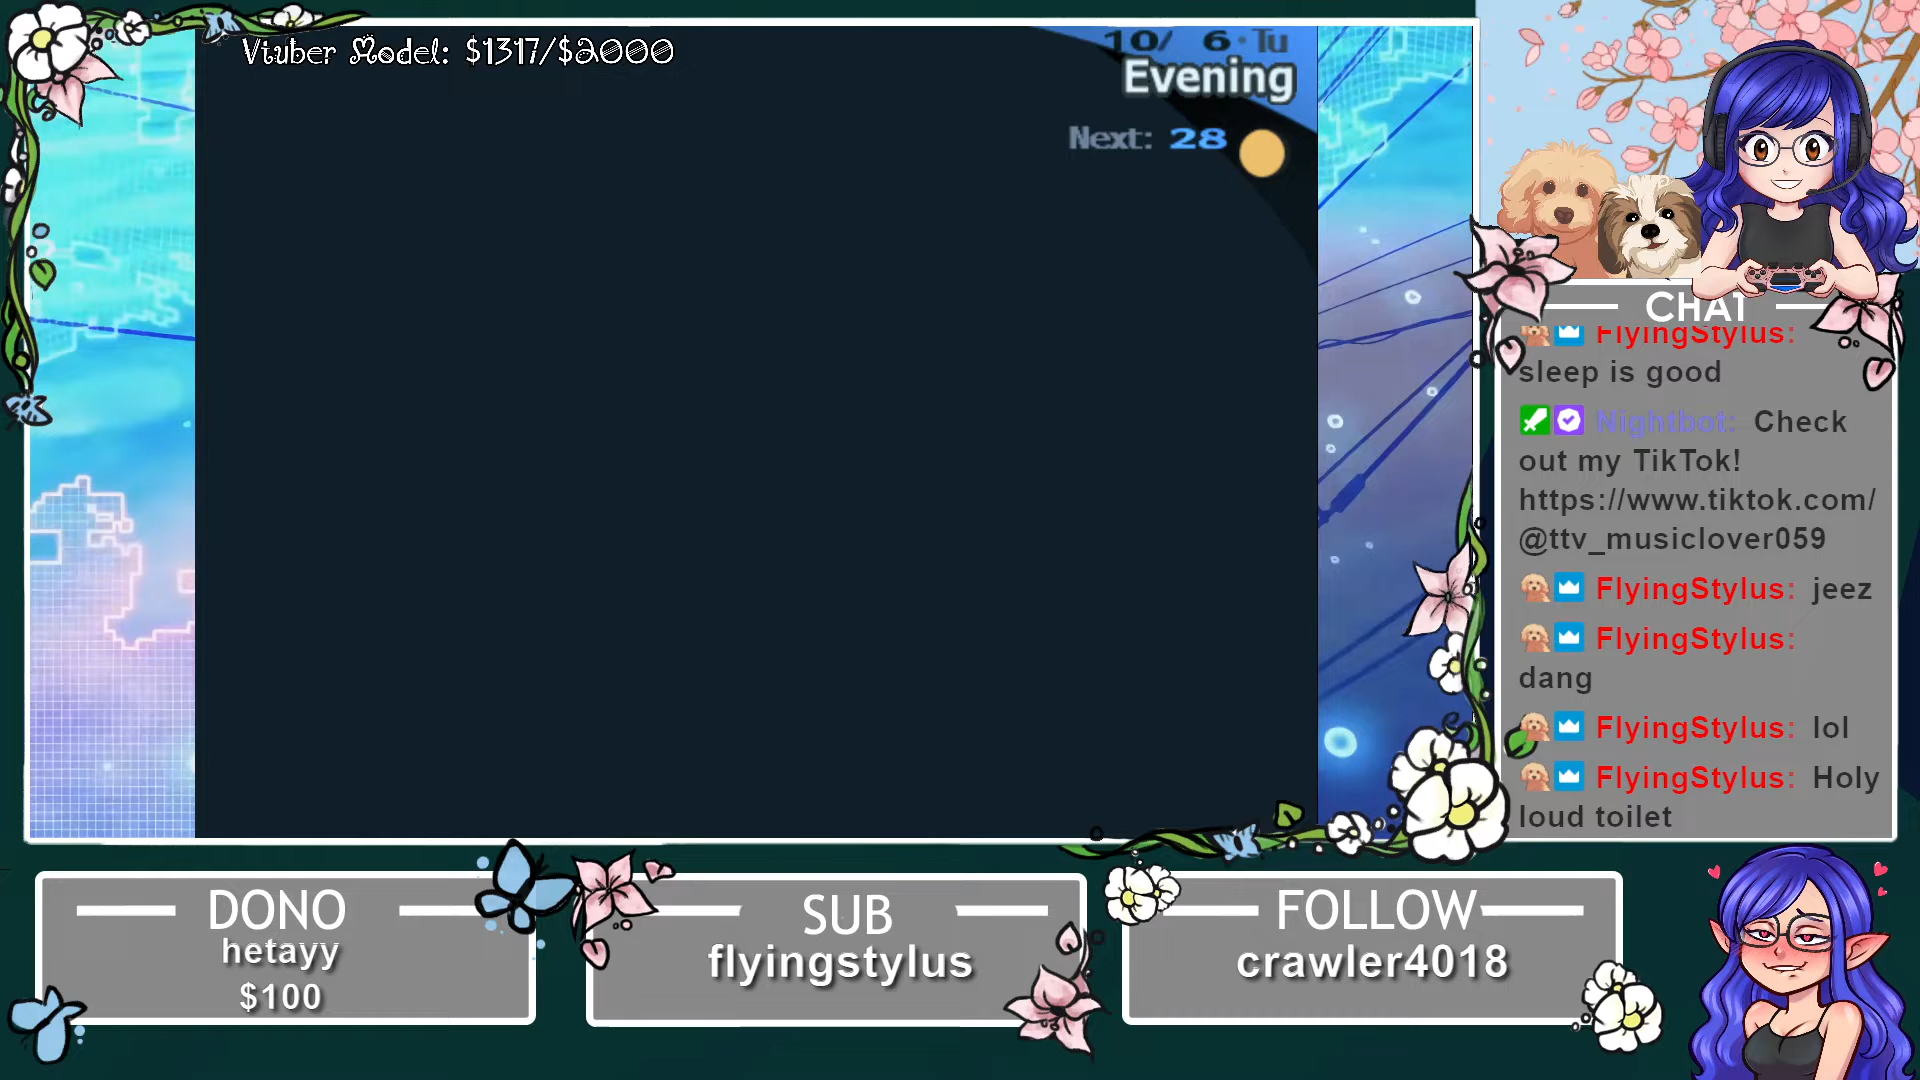 Vtuber Model: $1317/$2000
10/ 6·Tu
Evening
Next: 28
CHAT
FlyingStylus:
sleep is good
Nightbot: Check
out my TikTok!
https://www.tiktok.com/
@ttv_musiclover059
FlyingStylus: jeez
FlyingStylus:
dang
FlyingStylus: lol
FlyingStylus: Holy
loud toilet
DONO
hetayy
$100
SUB
flyingstylus
FOLLOW
crawler4018